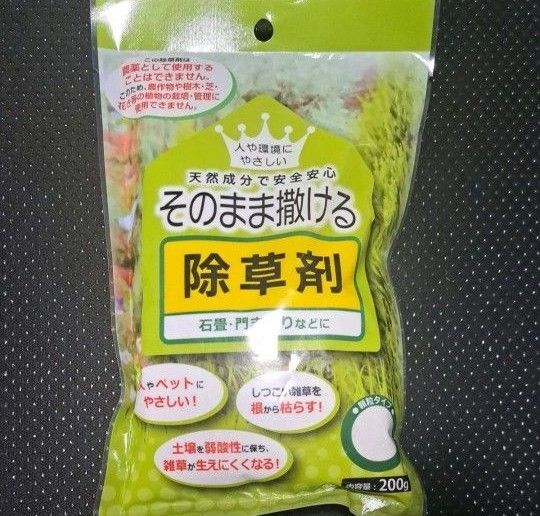 この除草剤は
農薬として使用する
ことはできません。
このため、農作物や樹木・芝・
花き等の植物の栽培・管理に
使用できません。
人や環境に
やさしい
天然成分で安全安心
そのまま撒ける
除草剤
石畳・門まわりなどに
人やペットに
やさしい!
しつこい雑草を
根から枯らす!
●顆粒タイプ●
土壌を弱酸性に保ち、
雑草が生えにくくなる!
内容量:200g